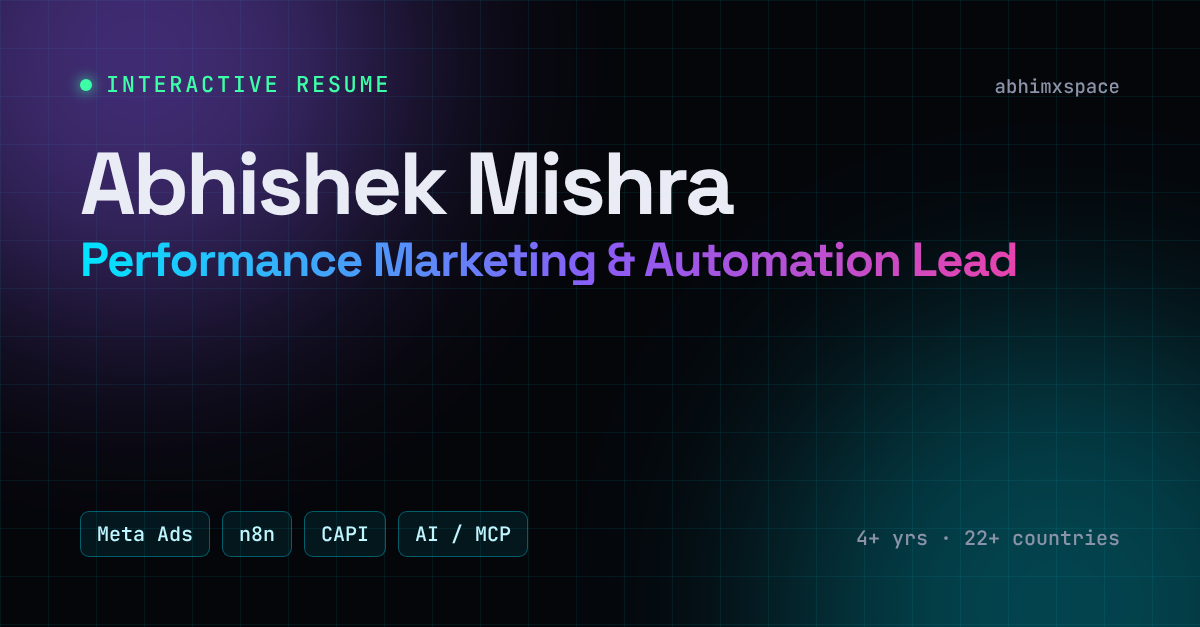 INTERACTIVE RESUME
abhimxspace
Abhishek Mishra
Performance Marketing & Automation Lead
Meta Ads
n8n
CAPI
AI / MCP
4+ yrs · 22+ countries